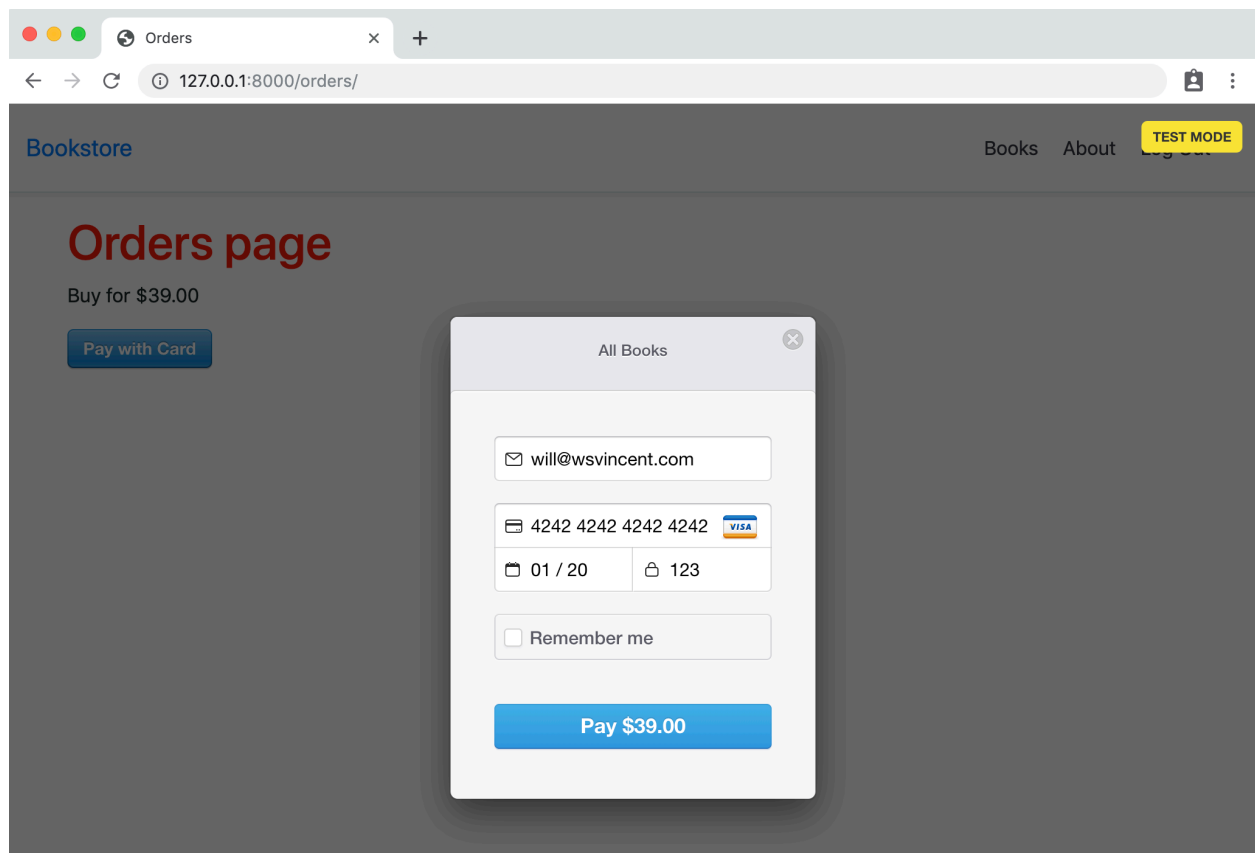 Orders
127.0.0.1:8000/orders/
Bookstore
Books About
TEST MODE
Orders page
Buy for $39.00
Pay with Card
All Books
will@wsvincent.com
4242 4242 4242 4242 VISA
01 / 20 123
Remember me
Pay $39.00